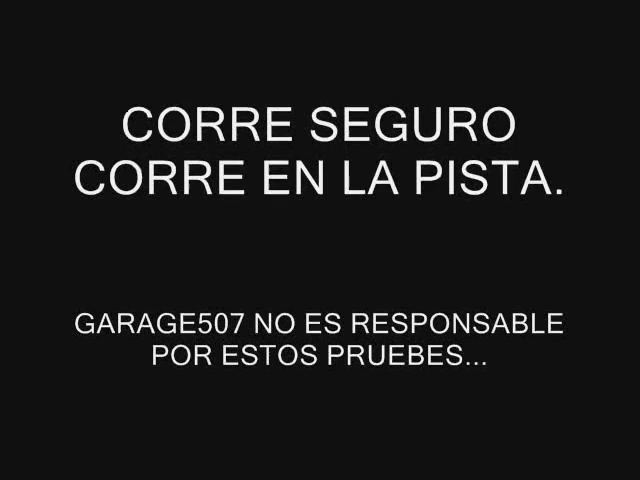 CORRE SEGURO
CORRE EN LA PISTA.
GARAGE507 NO ES RESPONSABLE
POR ESTOS PRUEBES...